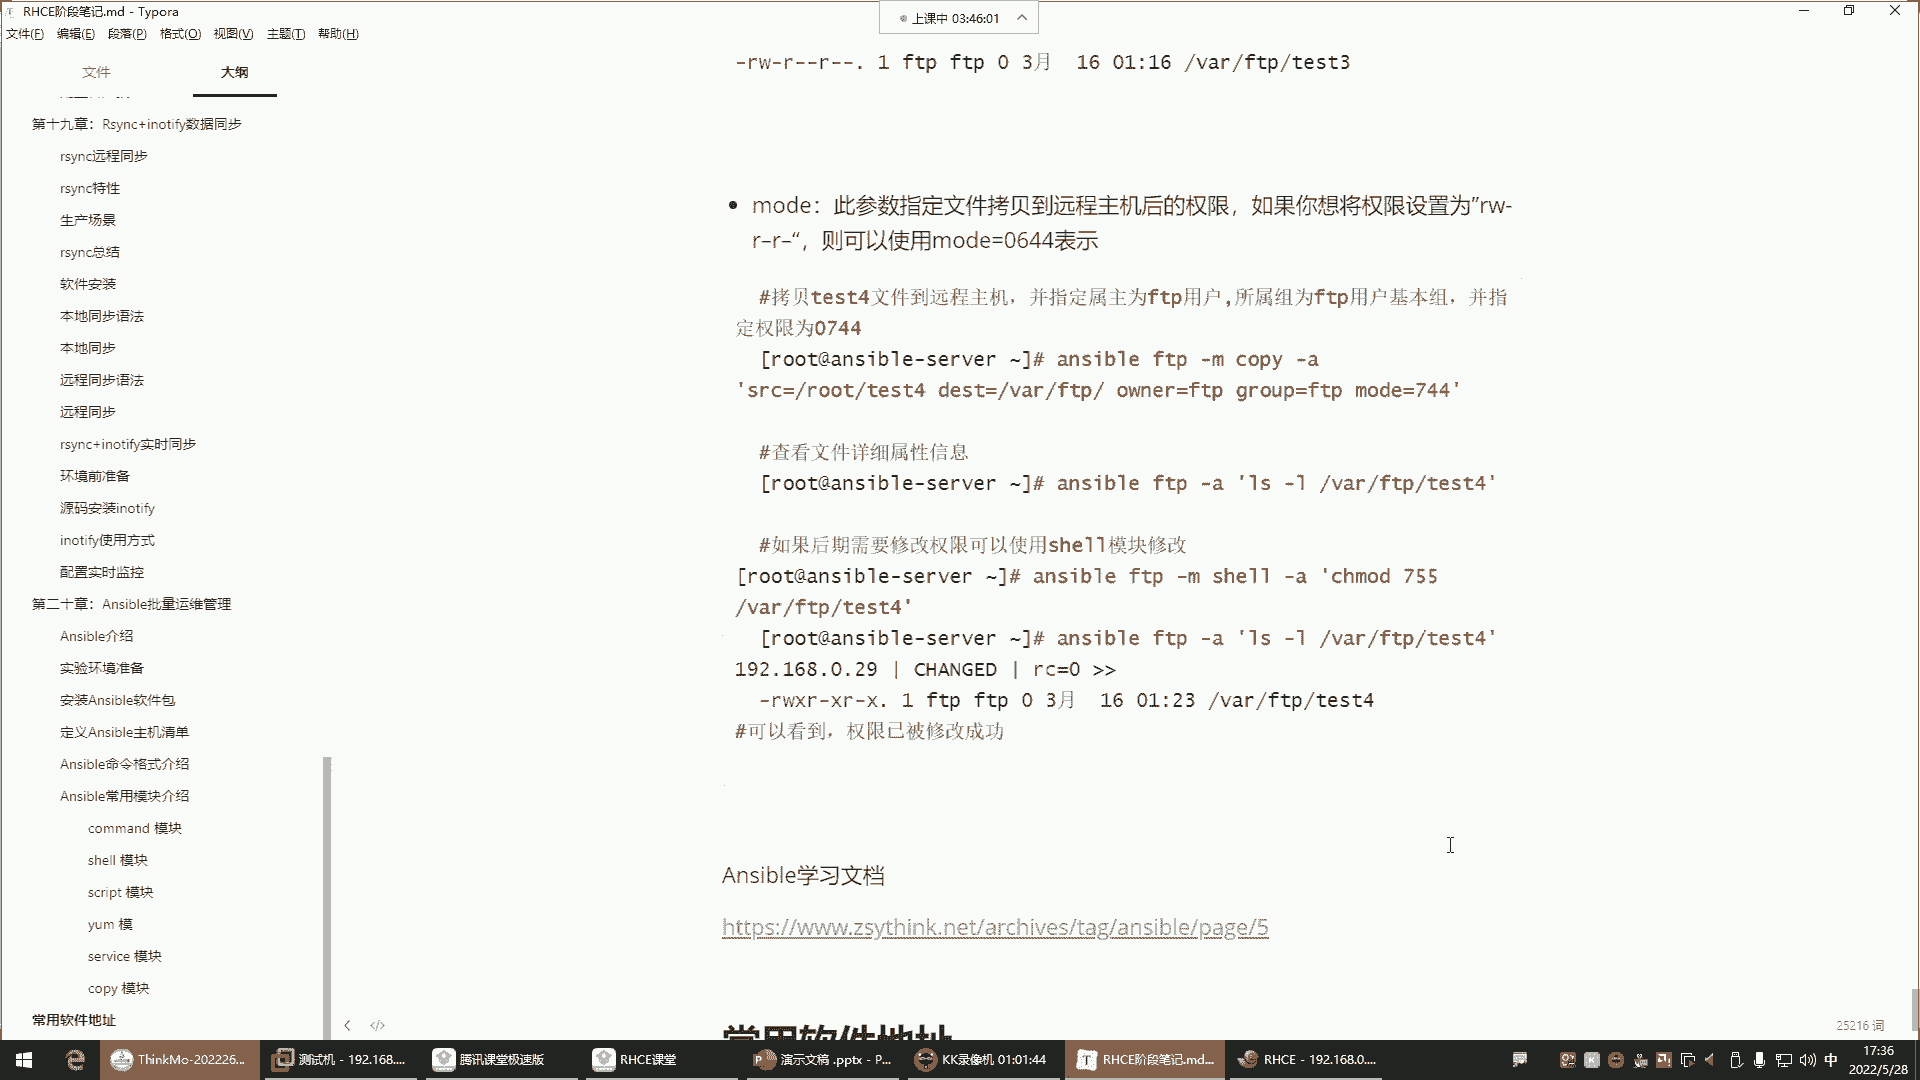 RHCE阶段笔记.md - Typora
上课中 03:46:01
文件(F) 编辑(E) 段落(P) 格式(O) 视图(V) 主题(T) 帮助(H)
文件 大纲
第十九章：Rsync+inotify数据同步
rsync远程同步
rsync特性
生产场景
rsync总结
软件安装
本地同步语法
本地同步
远程同步语法
远程同步
rsync+inotify实时同步
环境前准备
源码安装inotify
inotify使用方式
配置实时监控
第二十章：Ansible批量运维管理
Ansible介绍
实验环境准备
安装Ansible软件包
定义Ansible主机清单
Ansible命令格式介绍
Ansible常用模块介绍
command 模块
shell 模块
script 模块
yum 模
service 模块
copy 模块
常用软件地址
-rw-r--r--. 1 ftp ftp 0 3月  16 01:16 /var/ftp/test3
mode：此参数指定文件拷贝到远程主机后的权限，如果你想将权限设置为”rw-
r–r–“，则可以使用mode=0644表示
#拷贝test4文件到远程主机，并指定属主为ftp用户,所属组为ftp用户基本组，并指
定权限为0744
[root@ansible-server ~]# ansible ftp -m copy -a
'src=/root/test4 dest=/var/ftp/ owner=ftp group=ftp mode=744'
#查看文件详细属性信息
[root@ansible-server ~]# ansible ftp -a 'ls -l /var/ftp/test4'
#如果后期需要修改权限可以使用shell模块修改
[root@ansible-server ~]# ansible ftp -m shell -a 'chmod 755
/var/ftp/test4'
[root@ansible-server ~]# ansible ftp -a 'ls -l /var/ftp/test4'
192.168.0.29 | CHANGED | rc=0 >>
-rwxr-xr-x. 1 ftp ftp 0 3月  16 01:23 /var/ftp/test4
#可以看到，权限已被修改成功
Ansible学习文档
https://www.zsythink.net/archives/tag/ansible/page/5
常用软件地址
25216 词
ThinkMo-202226... 测试机 - 192.168.... 腾讯课堂极速版 RHCE课堂 演示文稿 .pptx - P... KK录像机 01:01:44 RHCE阶段笔记.md... RHCE - 192.168.0.... 中
17:36
2022/5/28